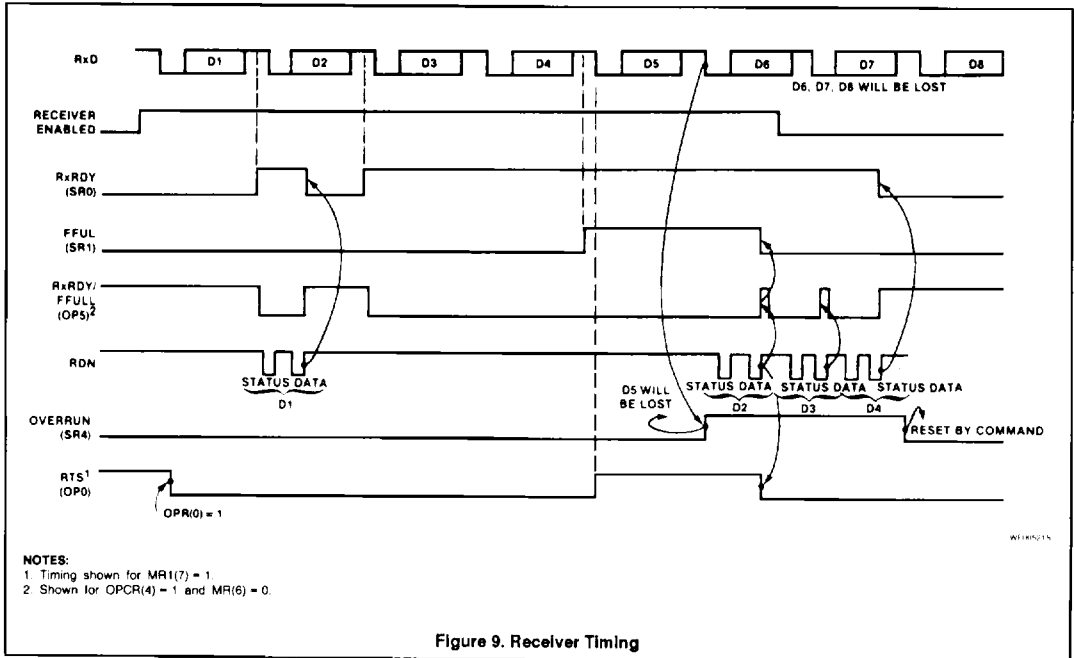 RxD
D1 D2 D3 D4 D5 D6 D7 D8
D6, D7, D8 WILL BE LOST
RECEIVER
ENABLED
RxRDY
(SR0)
FFUL
(SR1)
RxRDY/
FFULL
(OP5)2
RDN
STATUS DATA
D1
STATUS DATA STATUS DATA STATUS DATA
D2 D3 D4
D5 WILL
BE LOST
OVERRUN
(SR4)
RESET BY COMMAND
RTS1
(OP0)
OPR(0) = 1
NOTES:
1. Timing shown for MR1(7) = 1.
2. Shown for OPCR(4) = 1 and MR(6) = 0.
Figure 9. Receiver Timing